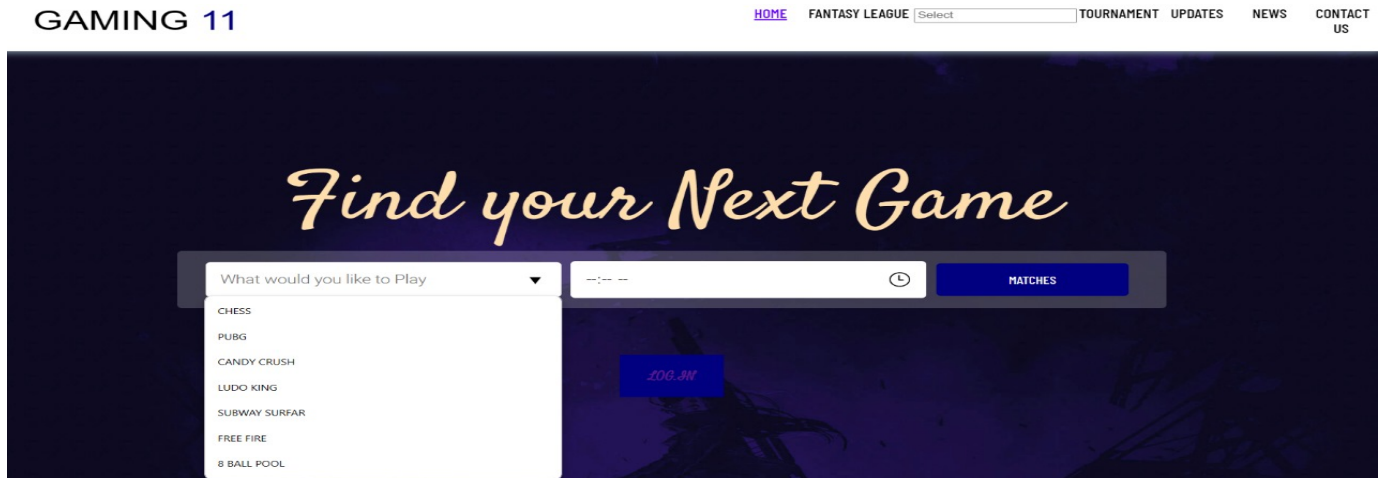 GAMING 11
HOME FANTASY LEAGUE Select TOURNAMENT UPDATES NEWS CONTACT US
Find your Next Game
What would you like to Play --:-- -- MATCHES
CHESS
PUBG
CANDY CRUSH
LUDO KING
SUBWAY SURFAR
FREE FIRE
8 BALL POOL
LOG.IN